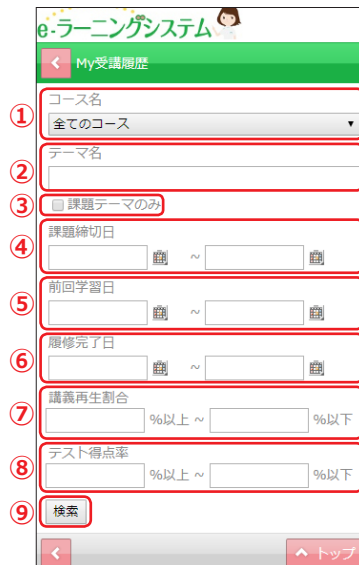 e-ラーニングシステム
My受講履歴
① コース名
全てのコース
② テーマ名
③ 課題テーマのみ
④ 課題締切日
~
⑤ 前回学習日
~
⑥ 履修完了日
~
⑦ 講義再生割合
%以上 ~ %以下
⑧ テスト得点率
%以上 ~ %以下
⑨ 検索
トップ